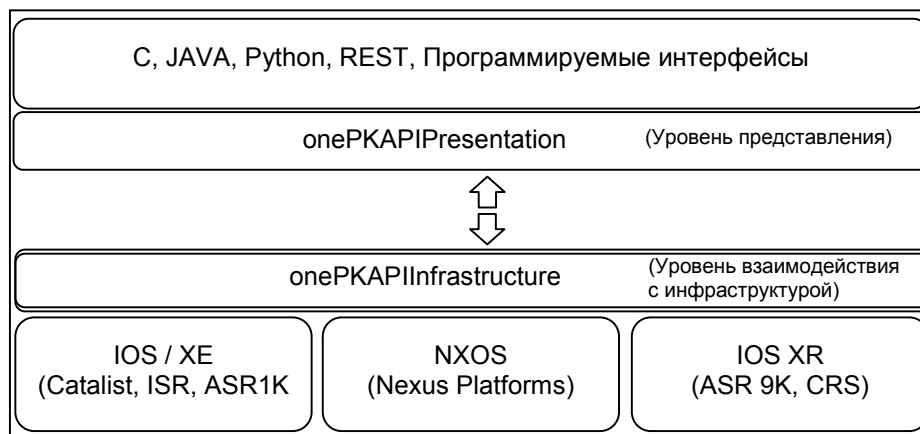 C, JAVA, Python, REST, Программируемые интерфейсы
onePKAPIPresentation (Уровень представления)
onePKAPIInfrastructure (Уровень взаимодействия
с инфраструктурой)
IOS / XE
(Catalist, ISR, ASR1K
NXOS
(Nexus Platforms)
IOS XR
(ASR 9K, CRS)